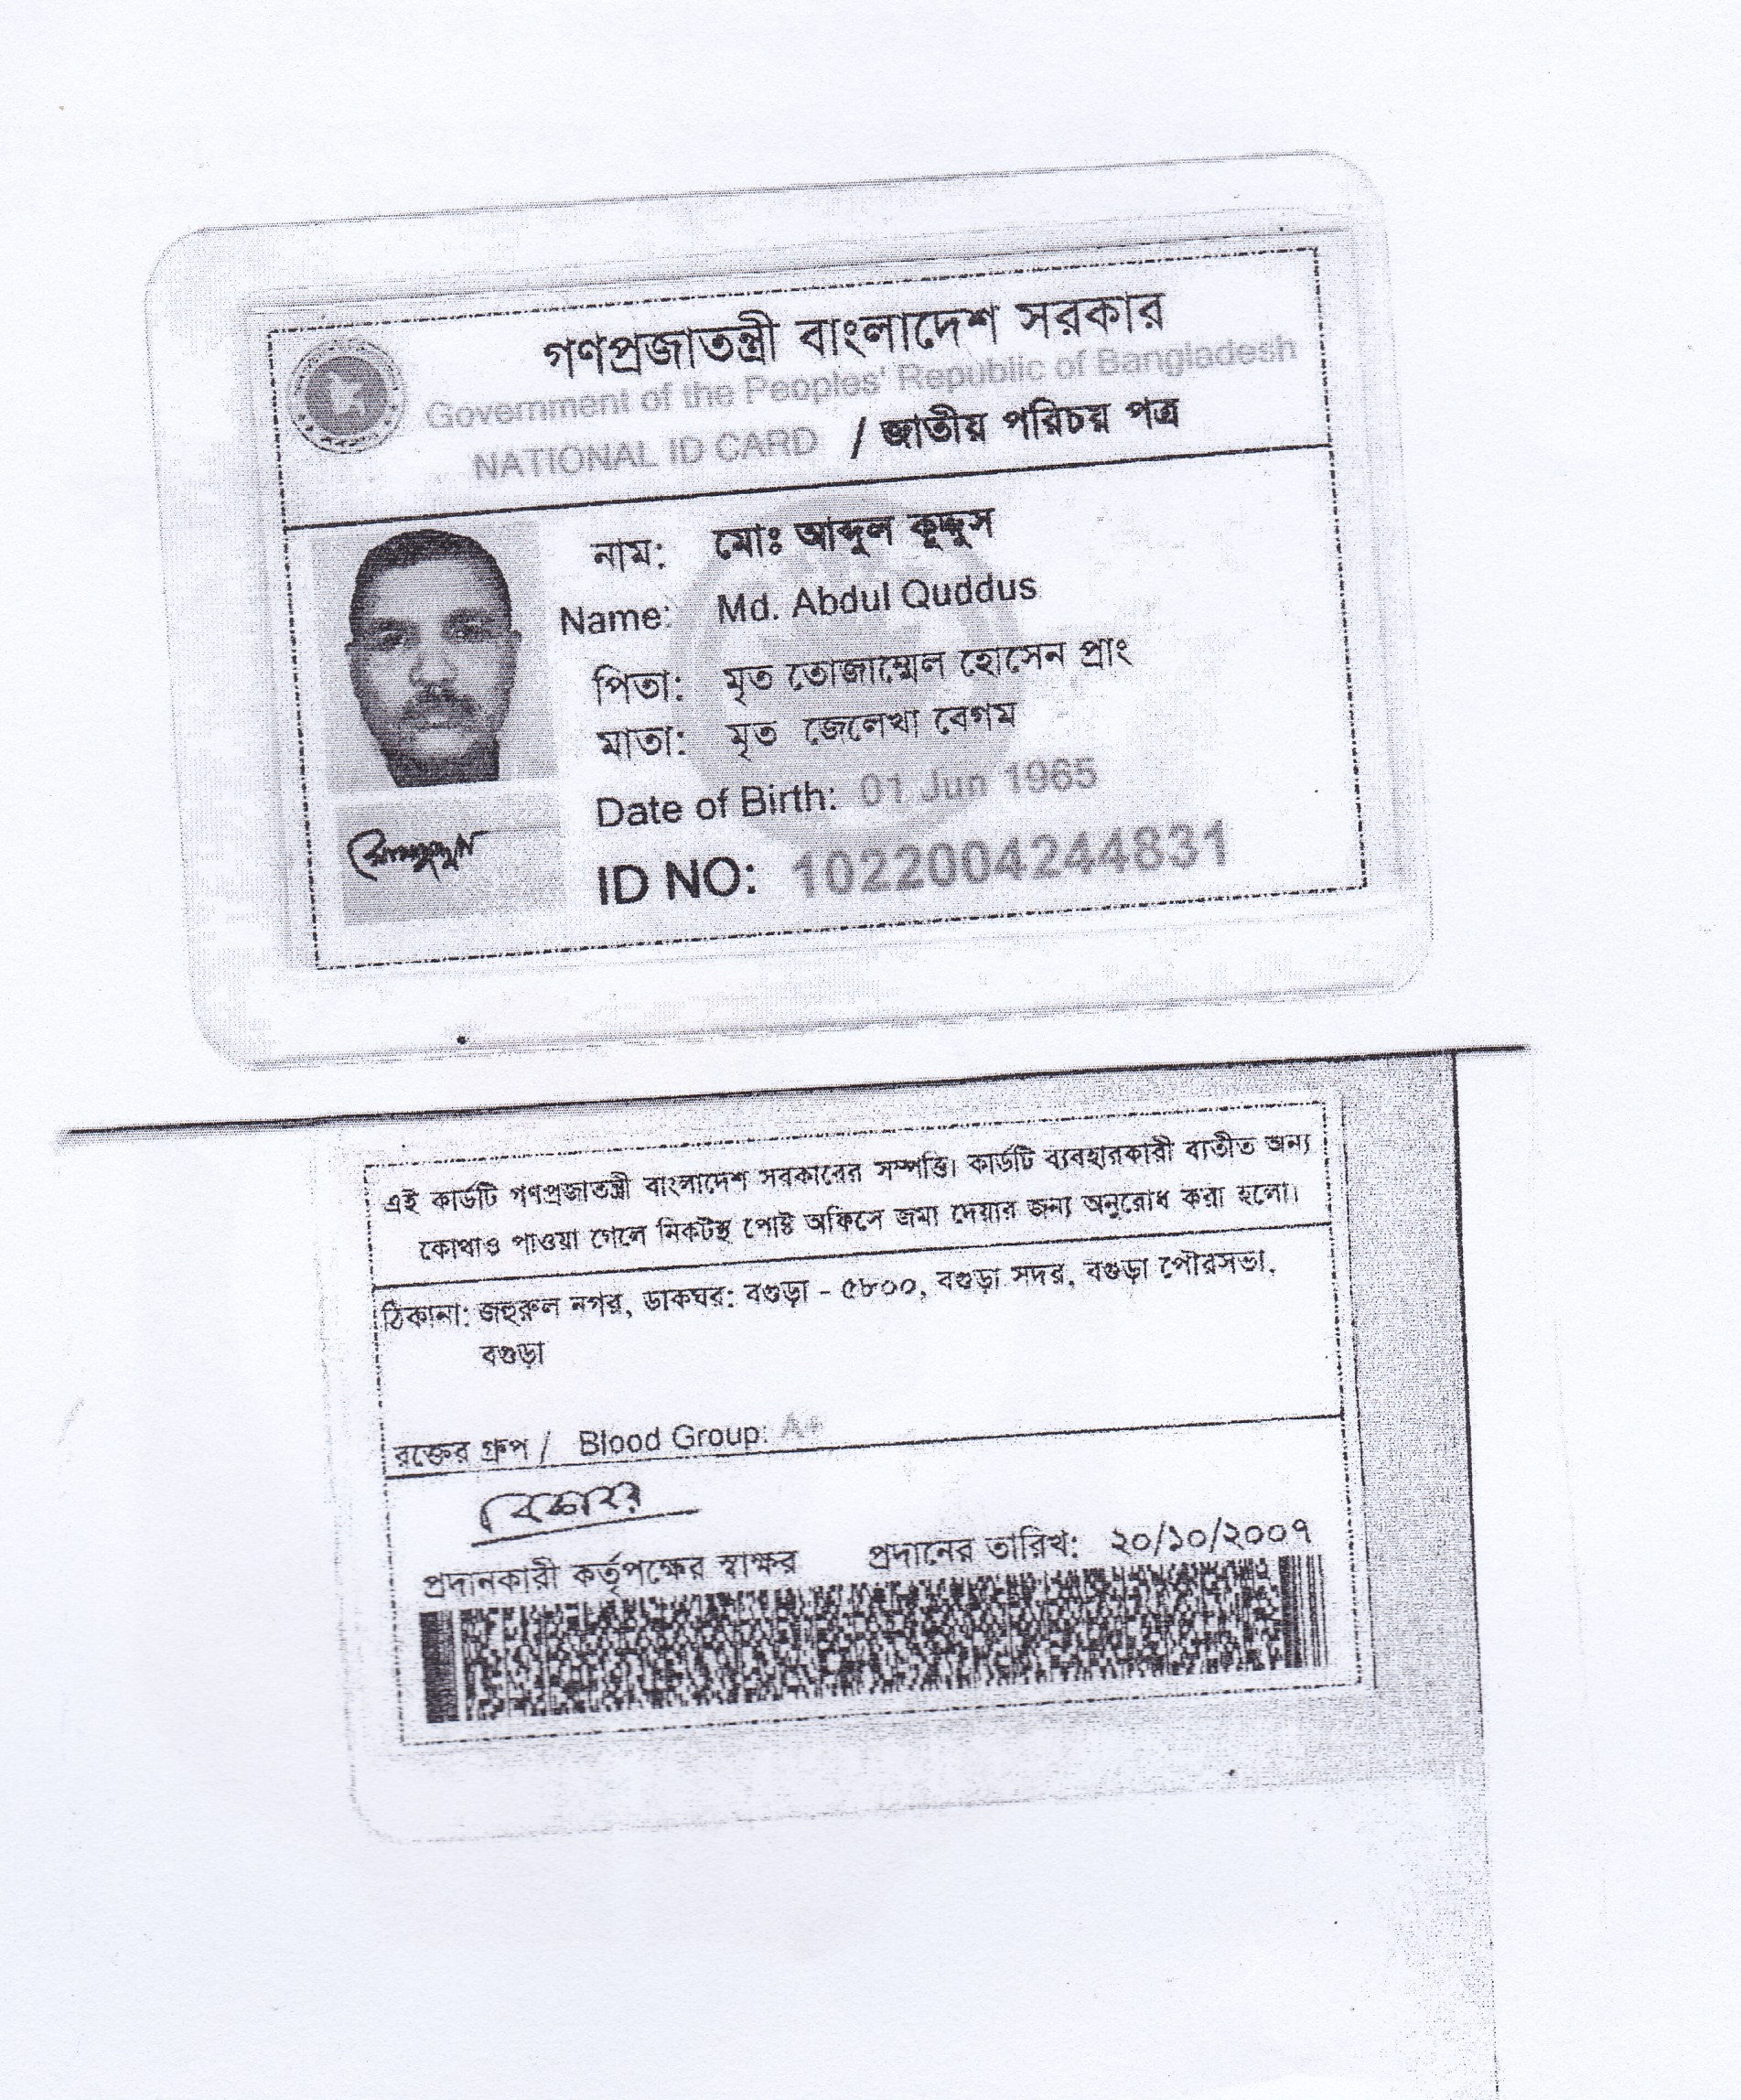 গণপ্রজাতন্ত্রী বাংলাদেশ সরকার
Government of the Peoples' Republic of Bangladesh
NATIONAL ID CARD / জাতীয় পরিচয় পত্র
নাম: মোঃ আব্দুল কুদ্দুস
Name: Md. Abdul Quddus
পিতা: মৃত তোজাম্মেল হোসেন প্রাং
মাতা: মৃত জেলেখা বেগম
Date of Birth: 01 Jun 1965
ID NO: 1022004244831
এই কার্ডটি গণপ্রজাতন্ত্রী বাংলাদেশ সরকারের সম্পত্তি। কার্ডটি ব্যবহারকারী ব্যতীত অন্য
কোথাও পাওয়া গেলে নিকটস্থ পোষ্ট অফিসে জমা দেয়ার জন্য অনুরোধ করা হলো।
ঠিকানা: জহুরুল নগর, ডাকঘর: বগুড়া - ৫৮০০, বগুড়া সদর, বগুড়া পৌরসভা,
বগুড়া
রক্তের গ্রুপ / Blood Group: A+
প্রদানকারী কর্তৃপক্ষের স্বাক্ষর প্রদানের তারিখ: ২০/১০/২০০৭